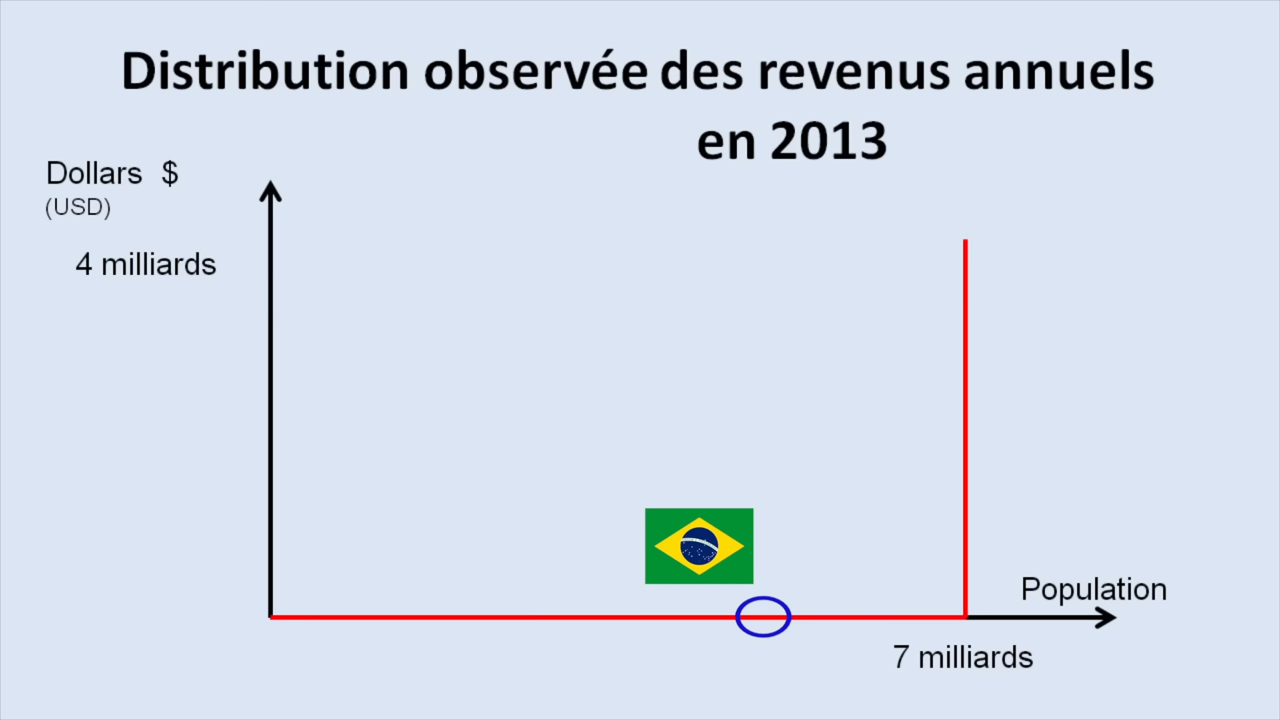 Distribution observée des revenus annuels
en 2013
Dollars $
(USD)
4 milliards
Population
7 milliards